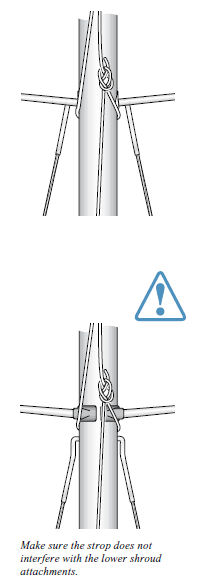 Make sure the strop does not
interfere with the lower shroud
attachments.